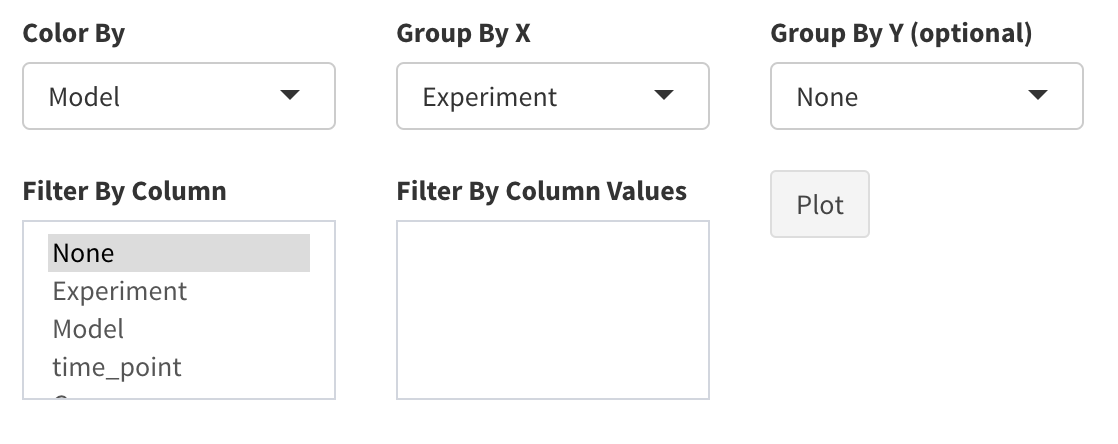 Color By
Group By X
Group By Y (optional)
Model
Experiment
None
Filter By Column
Filter By Column Values
Plot
None
Experiment
Model
time_point